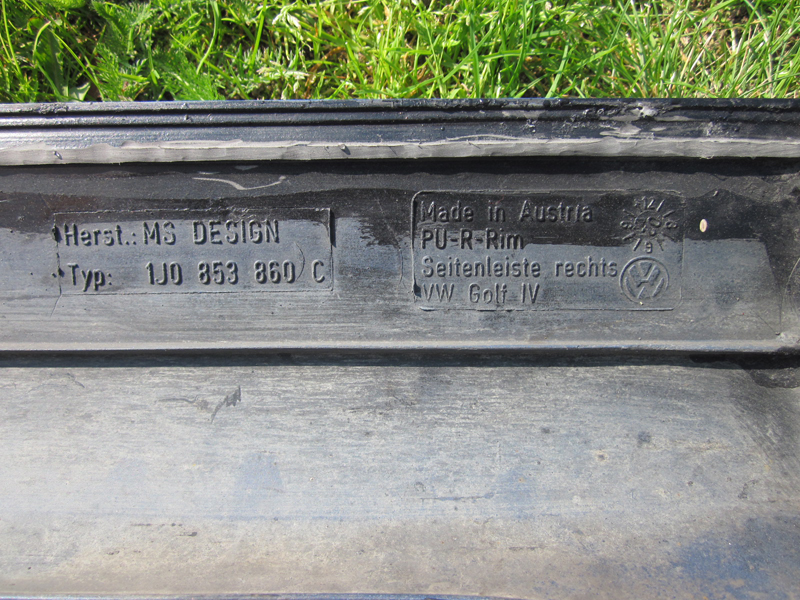 Herst.: MS DESIGN
Typ: 1J0 853 860 C
Made in Austria
PU-R-Rim
Seitenleiste rechts
VW Golf IV